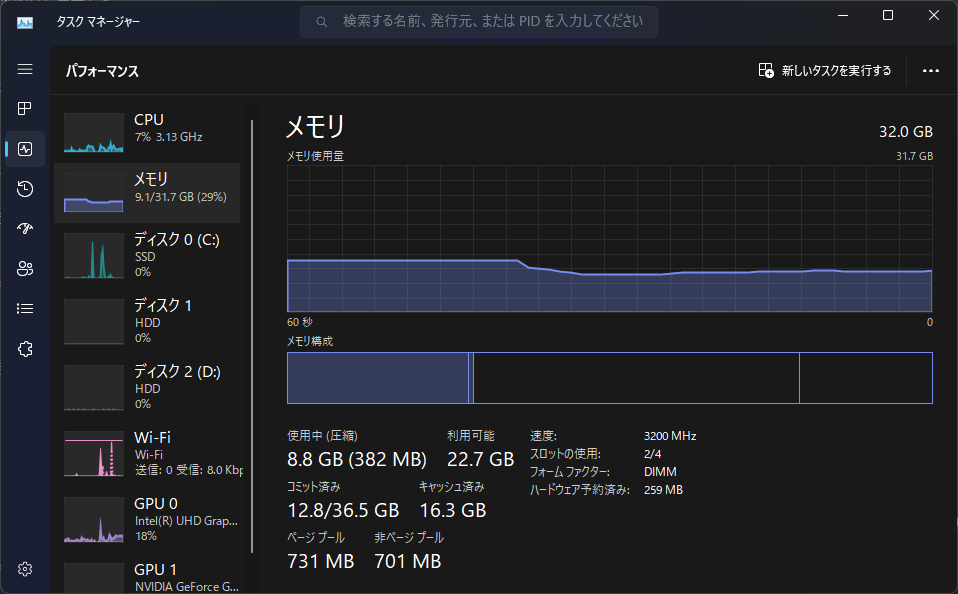 タスク マネージャー
検索する名前、発行元、または PID を入力してください
パフォーマンス
新しいタスクを実行する
CPU
7% 3.13 GHz
メモリ
9.1/31.7 GB (29%)
ディスク 0 (C:)
SSD
0%
ディスク 1
HDD
0%
ディスク 2 (D:)
HDD
0%
Wi-Fi
Wi-Fi
送信: 0 受信: 8.0 Kbp
GPU 0
Intel(R) UHD Grap...
18%
GPU 1
NVIDIA GeForce G...
メモリ
32.0 GB
メモリ使用量
31.7 GB
60 秒
0
メモリ構成
使用中 (圧縮)
8.8 GB (382 MB)
利用可能
22.7 GB
コミット済み
12.8/36.5 GB
キャッシュ済み
16.3 GB
ページ プール
731 MB
非ページ プール
701 MB
速度: 3200 MHz
スロットの使用: 2/4
フォーム ファクター: DIMM
ハードウェア予約済み: 259 MB